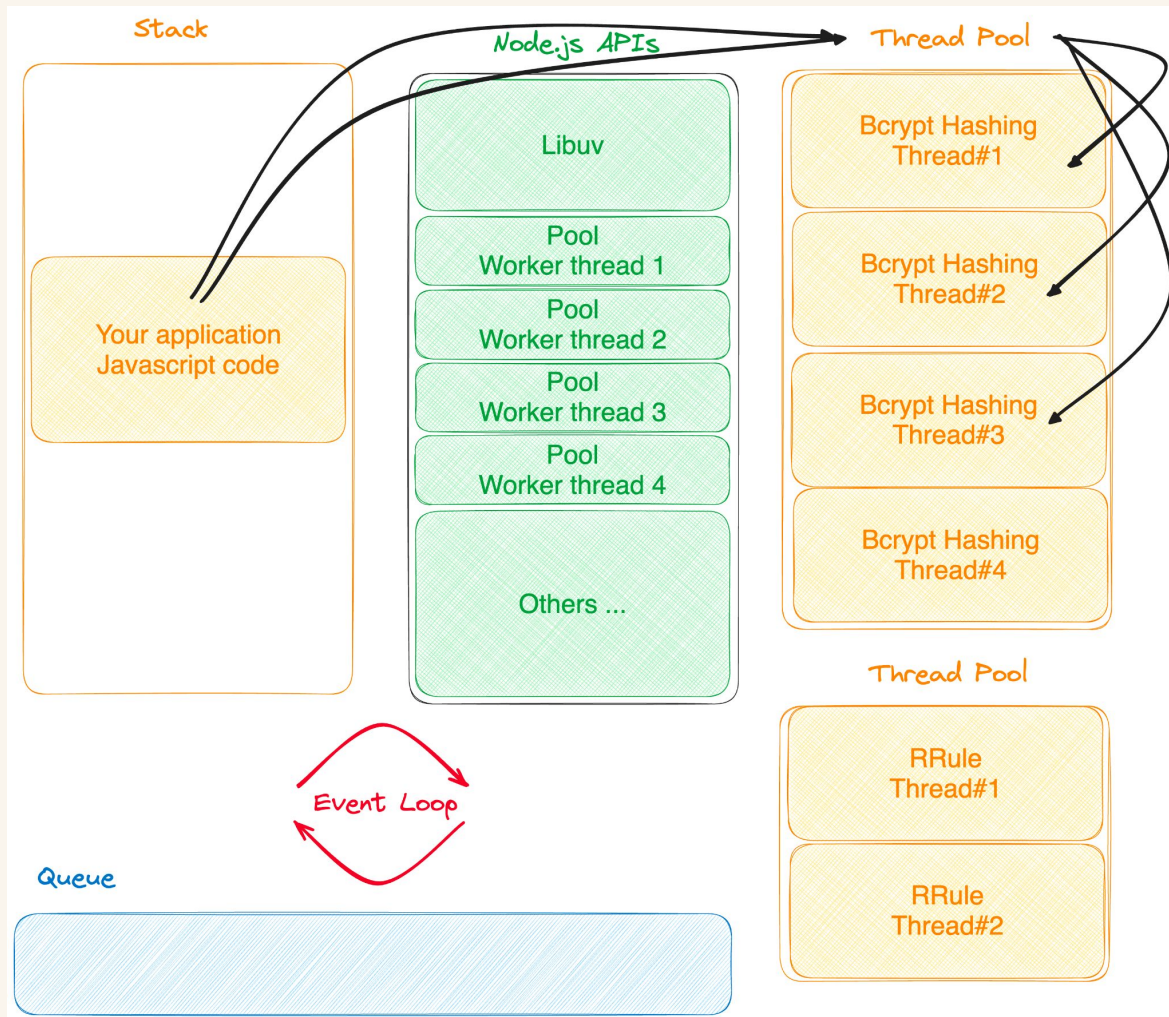 Stack
Your application
Javascript code
Node.js APIs
Libuv
Pool
Worker thread 1
Pool
Worker thread 2
Pool
Worker thread 3
Pool
Worker thread 4
Others ...
Thread Pool
Bcrypt Hashing
Thread#1
Bcrypt Hashing
Thread#2
Bcrypt Hashing
Thread#3
Bcrypt Hashing
Thread#4
Thread Pool
RRule
Thread#1
RRule
Thread#2
Event Loop
Queue